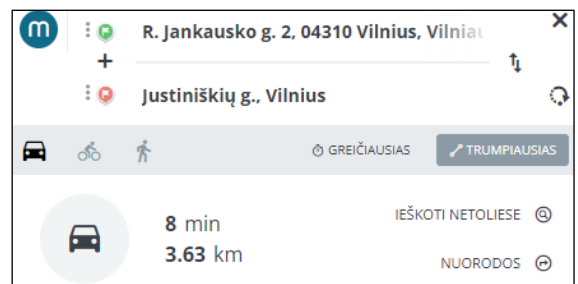 m
R. Jankausko g. 2, 04310 Vilnius, Vilniau
Justiniškių g., Vilnius
GREIČIAUSIAS
TRUMPIAUSIAS
8 min
3.63 km
IEŠKOTI NETOLIESE
NUORODOS